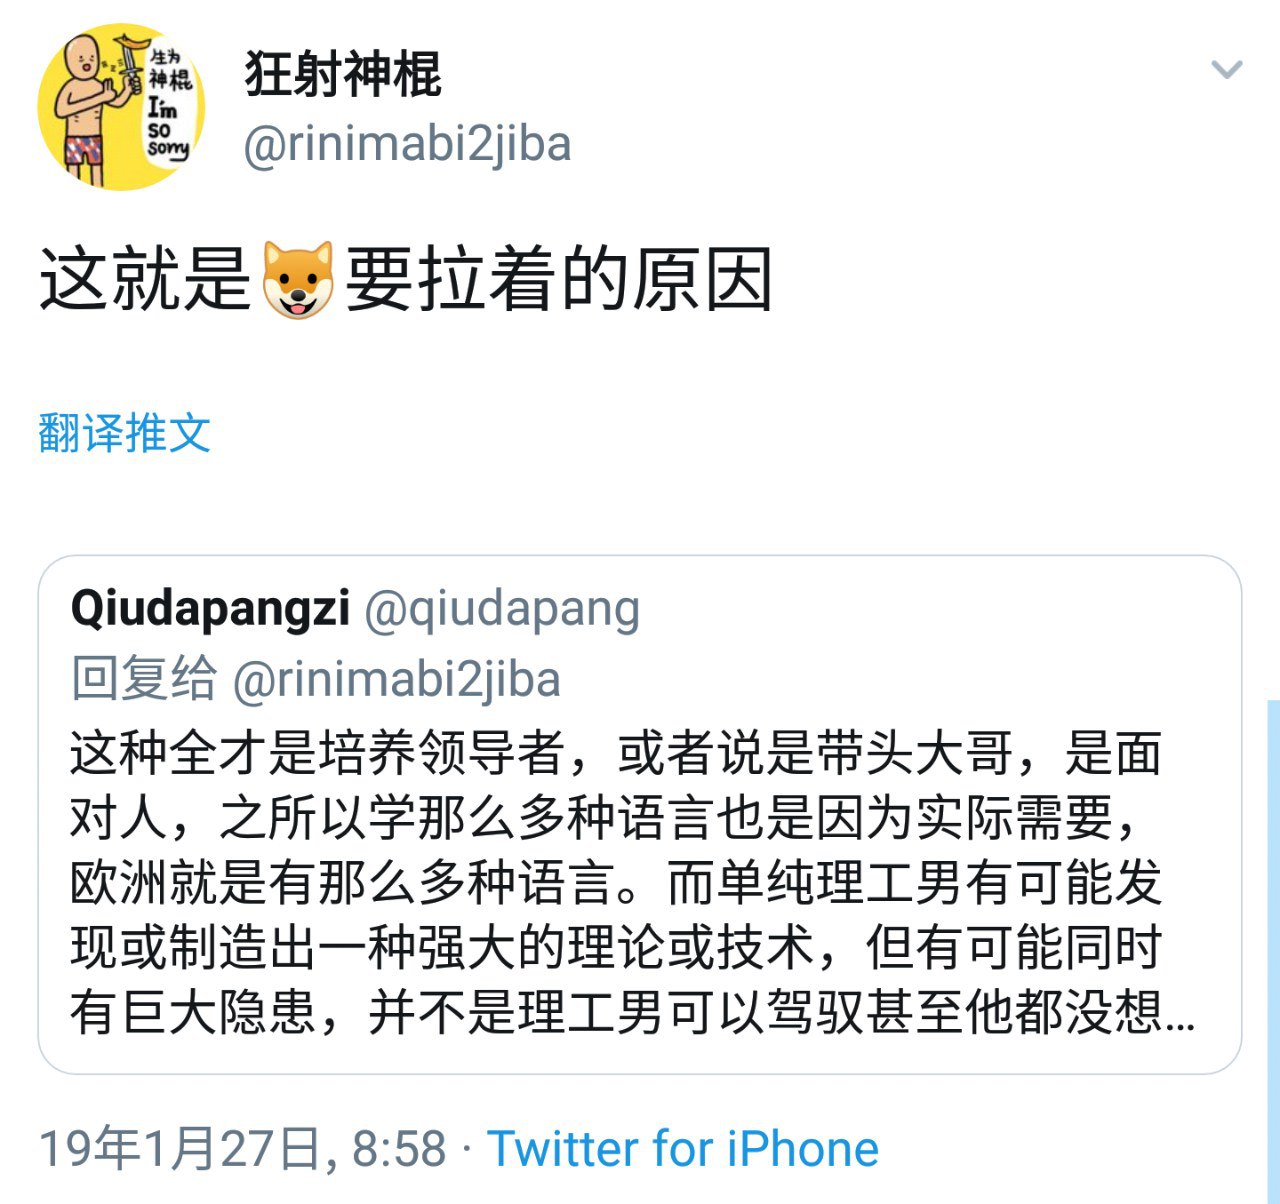 生为
神棍
I'm
so
sorry
狂射神棍
@rinimabi2jiba
这就是🐶要拉着的原因
翻译推文
Qiudapangzi @qiudapang
回复给 @rinimabi2jiba
这种全才是培养领导者，或者说是带头大哥，是面
对人，之所以学那么多种语言也是因为实际需要，
欧洲就是有那么多种语言。而单纯理工男有可能发
现或制造出一种强大的理论或技术，但有可能同时
有巨大隐患，并不是理工男可以驾驭甚至他都没想...
19年1月27日, 8:58 · Twitter for iPhone